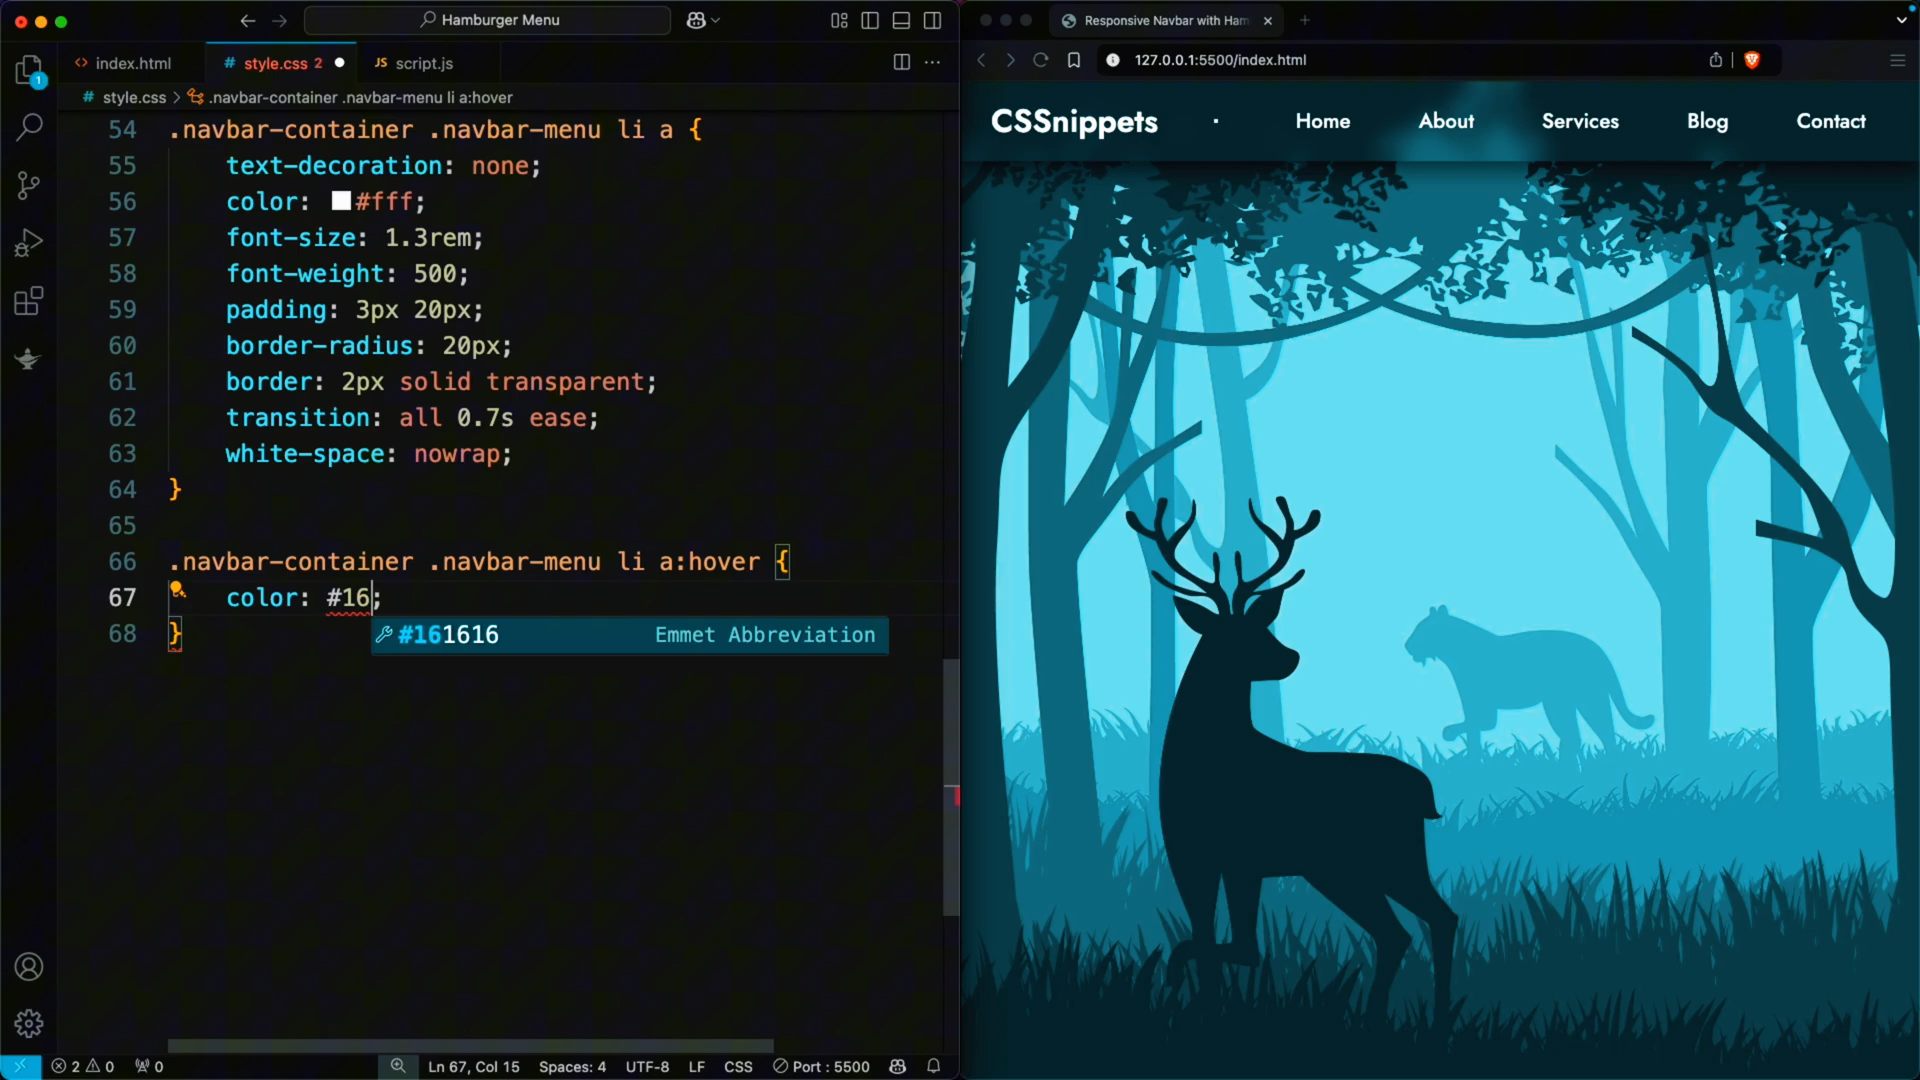 Hamburger Menu
index.html
# style.css 2
JS script.js
1
# style.css > .navbar-container .navbar-menu li a:hover
54 .navbar-container .navbar-menu li a {
55 text-decoration: none;
56 color: #fff;
57 font-size: 1.3rem;
58 font-weight: 500;
59 padding: 3px 20px;
60 border-radius: 20px;
61 border: 2px solid transparent;
62 transition: all 0.7s ease;
63 white-space: nowrap;
64 }
65
66 .navbar-container .navbar-menu li a:hover {
67 color: #16;
#161616 Emmet Abbreviation
68 }
2 0 0
Ln 67, Col 15 Spaces: 4 UTF-8 LF CSS Port : 5500
Responsive Navbar with Ham
127.0.0.1:5500/index.html
CSSnippets
Home About Services Blog Contact